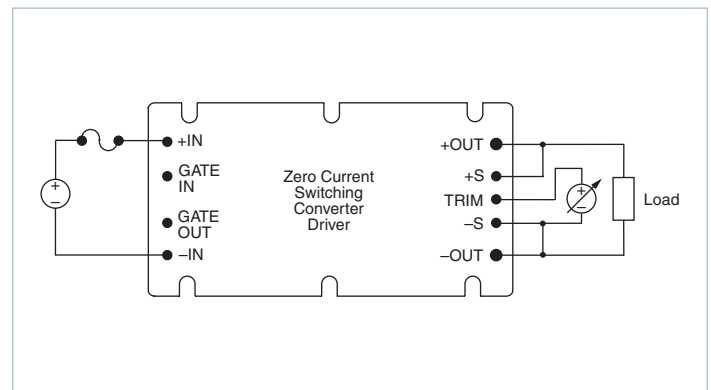 +IN
GATE
IN
GATE
OUT
–IN
Zero Current
Switching
Converter
Driver
+OUT
+S
TRIM
–S
–OUT
+
–
+
–
Load